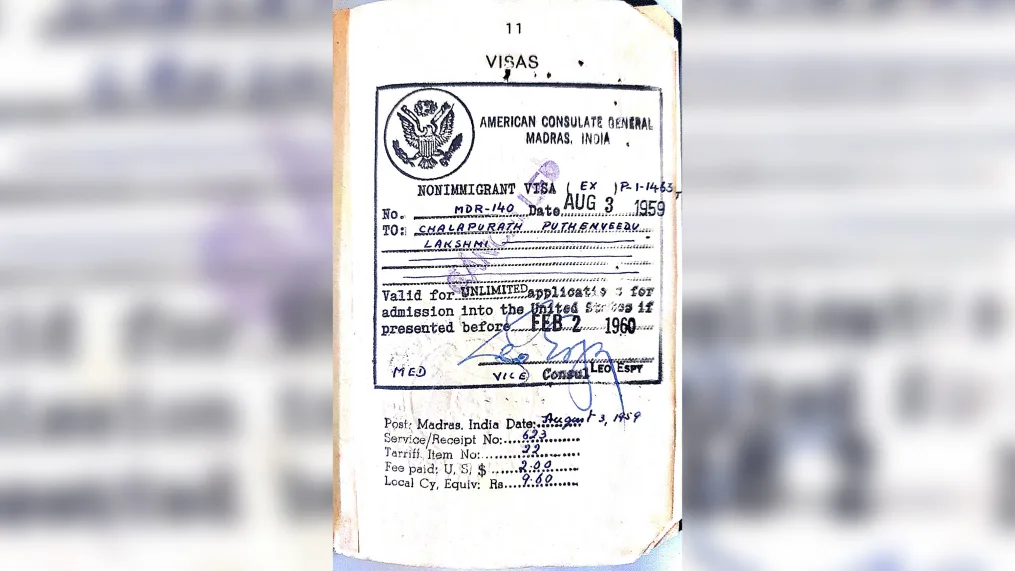 11
VISAS
AMERICAN CONSULATE GENERAL
MADRAS, INDIA
NONIMMIGRANT VISA ( EX ) P-1-1463
No. MDR-140 Date AUG 3 1959
TO: CHALAPURATH PUTHENVEEDU
LAKSHMI
CANCELLED
Valid for UNLIMITED applications for
admission into the United States if
presented before FEB 2 1960
MED
VICE Consul LEO ESPY
Post: Madras, India Date: August 3, 1959
Service/Receipt No: 623
Tarriff Item No: 22
Fee paid: U. S. $ 2.00
Local Cy, Equiv: Rs 9.60